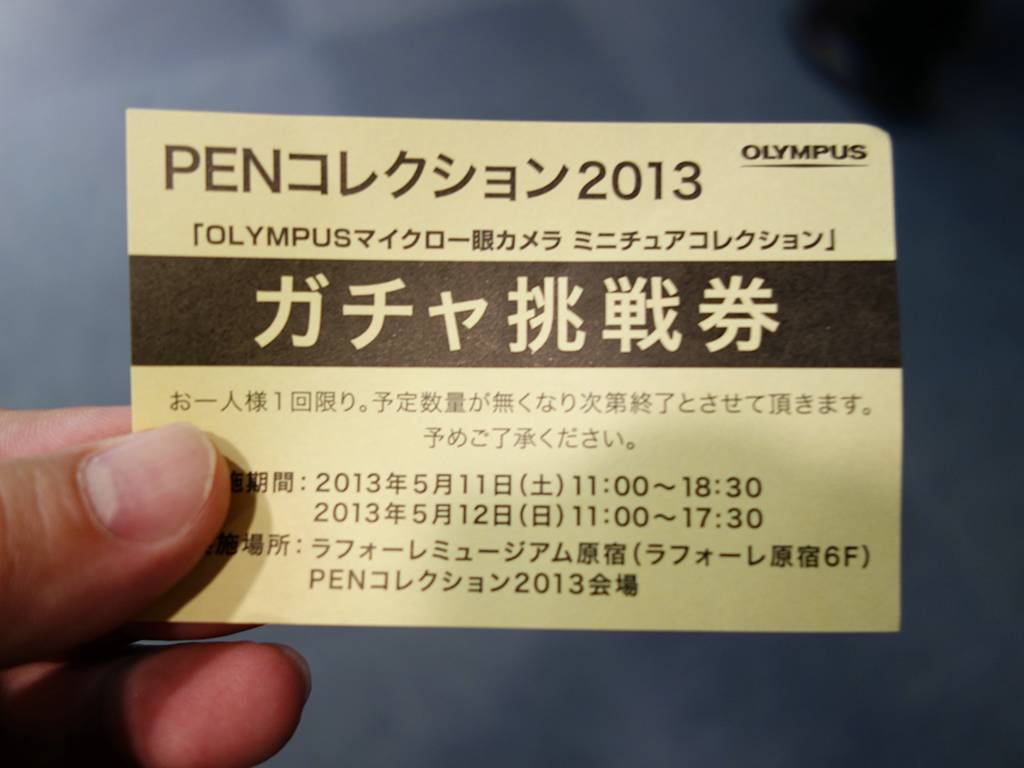 PENコレクション2013
OLYMPUS
「OLYMPUSマイクロ一眼カメラ ミニチュアコレクション」
ガチャ挑戦券
お一人様1回限り。予定数量が無くなり次第終了とさせて頂きます。
予めご了承ください。
施期間：2013年5月11日（土）11:00～18:30
2013年5月12日（日）11:00～17:30
施場所：ラフォーレミュージアム原宿（ラフォーレ原宿6F）
PENコレクション2013会場